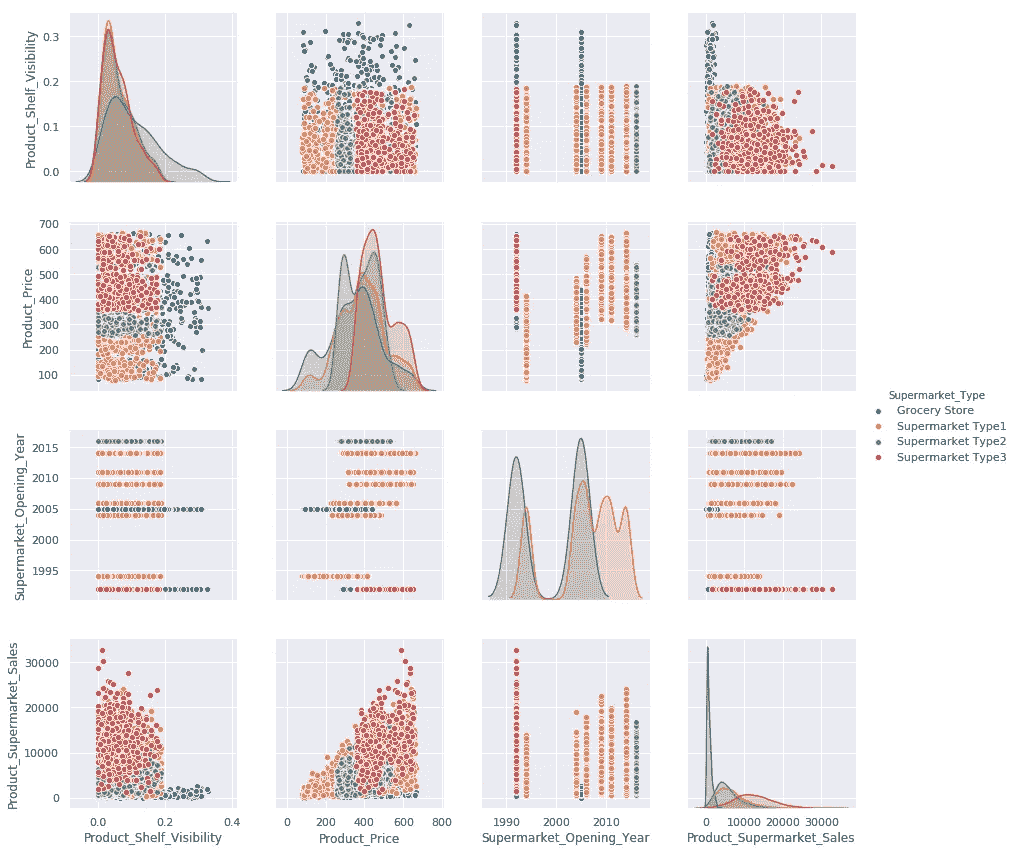 Product_Shelf_Visibility
0.3
0.2
0.1
0.0
Product_Price
700
600
500
400
300
200
100
Supermarket_Opening_Year
2015
2010
2005
2000
1995
Product_Supermarket_Sales
30000
20000
10000
0
0.0 0.2 0.4
Product_Shelf_Visibility
0 200 400 600 800
Product_Price
1990 2000 2010
Supermarket_Opening_Year
0 10000 20000 30000
Product_Supermarket_Sales
Supermarket_Type
Grocery Store
Supermarket Type1
Supermarket Type2
Supermarket Type3